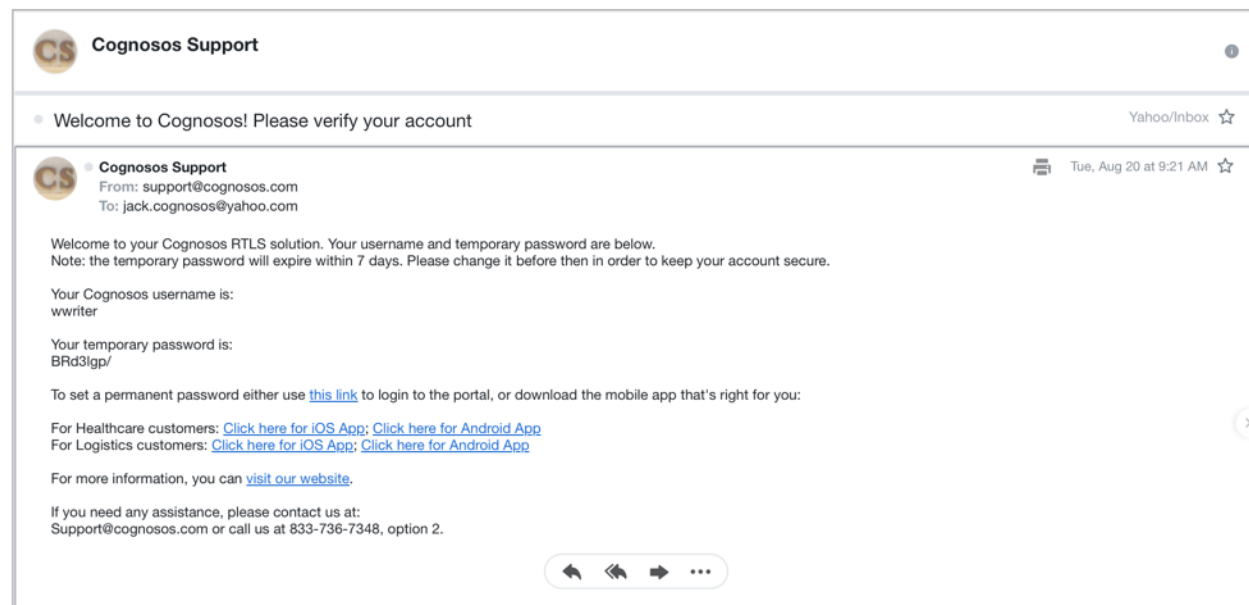 CS
Cognosos Support
Welcome to Cognosos! Please verify your account
Yahoo/Inbox
CS
Cognosos Support
Tue, Aug 20 at 9:21 AM
From: support@cognosos.com
To: jack.cognosos@yahoo.com
Welcome to your Cognosos RTLS solution. Your username and temporary password are below.
Note: the temporary password will expire within 7 days. Please change it before then in order to keep your account secure.
Your Cognosos username is:
wwriter
Your temporary password is:
BRd3lgp/
To set a permanent password either use this link to login to the portal, or download the mobile app that's right for you:
For Healthcare customers: Click here for iOS App; Click here for Android App
For Logistics customers: Click here for iOS App; Click here for Android App
For more information, you can visit our website.
If you need any assistance, please contact us at:
Support@cognosos.com or call us at 833-736-7348, option 2.